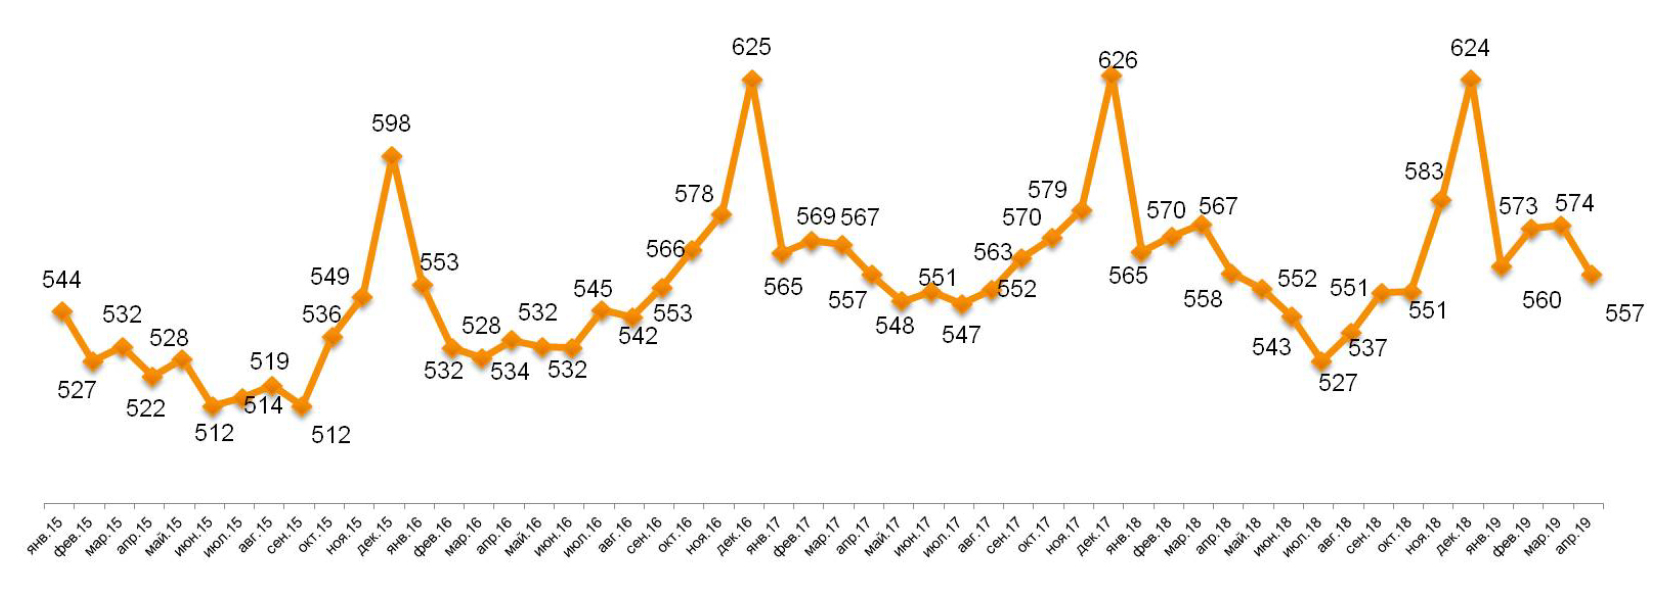 625
626
624
598
583
578
579
566
569
567
563
570
570
567
573
574
544
532
528
519
536
549
553
528
532
545
553
542
565
557
551
548
547
552
565
558
552
543
551
537
551
527
560
557
527
522
512
514
512
532
534
532
янв.15
фев.15
мар.15
апр.15
май.15
июн.15
июл.15
авг.15
сен.15
окт.15
ноя.15
дек.15
янв.16
фев.16
мар.16
апр.16
май.16
июн.16
июл.16
авг.16
сен.16
окт.16
ноя.16
дек.16
янв.17
фев.17
мар.17
апр.17
май.17
июн.17
июл.17
авг.17
сен.17
окт.17
ноя.17
дек.17
янв.18
фев.18
мар.18
апр.18
май.18
июн.18
июл.18
авг.18
сен.18
окт.18
ноя.18
дек.18
янв.19
фев.19
мар.19
апр.19